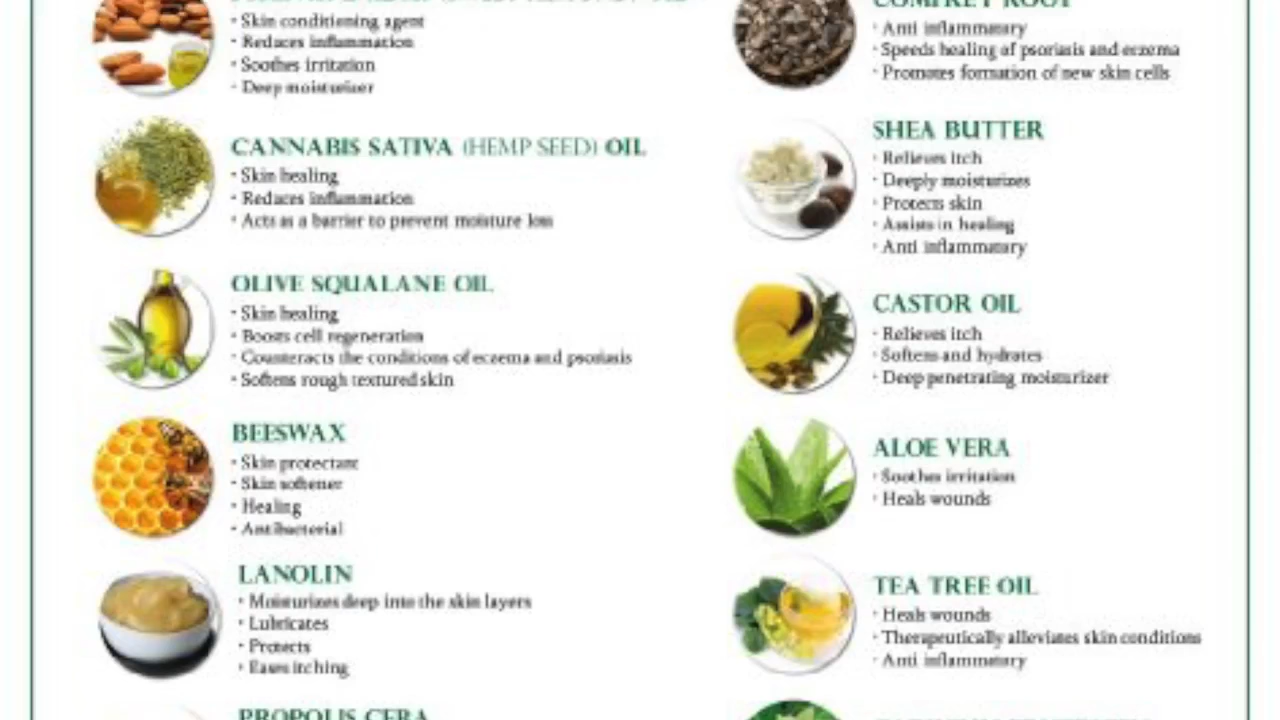 • Skin conditioning agent
• Reduces inflammation
• Soothes irritation
• Deep moisturizer
CANNABIS SATIVA (HEMP SEED) OIL
• Skin healing
• Reduces inflammation
• Acts as a barrier to prevent moisture loss
OLIVE SQUALANE OIL
• Skin healing
• Boosts cell regeneration
• Counteracts the conditions of eczema and psoriasis
• Softens rough textured skin
BEESWAX
• Skin protectant
• Skin softener
• Healing
• Antibacterial
LANOLIN
• Moisturizes deep into the skin layers
• Lubricates
• Protects
• Eases itching
PROPOLIS CERA
COMFREY ROOT
• Anti inflammatory
• Speeds healing of psoriasis and eczema
• Promotes formation of new skin cells
SHEA BUTTER
• Relieves itch
• Deeply moisturizes
• Protects skin
• Assists in healing
• Anti inflammatory
CASTOR OIL
• Relieves itch
• Softens and hydrates
• Deep penetrating moisturizer
ALOE VERA
• Soothes irritation
• Heals wounds
TEA TREE OIL
• Heals wounds
• Therapeutically alleviates skin conditions
• Anti inflammatory